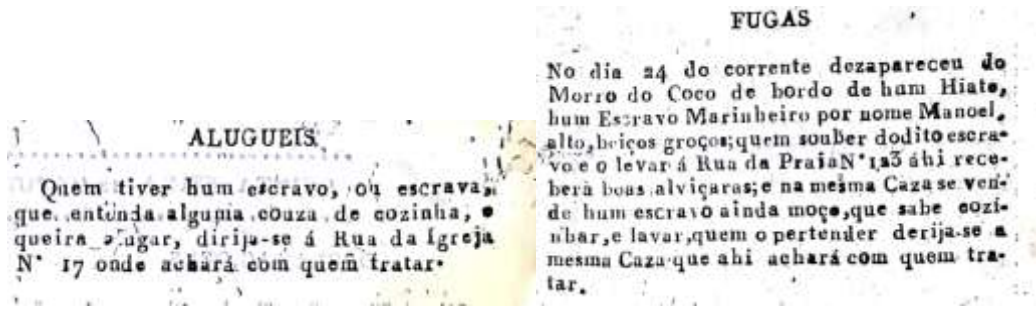 ALUGUEIS
Quem tiver hum escravo, ou escrava,
que entenda alguma couza de cozinha, e
queira alugar, dirija-se á Rua da Igreja
N° 17 onde achará com quem tratar.
FUGAS
No dia 24 do corrente dezapareceu do
Morro do Coco de bordo de hum Hiate,
hum Escravo Marinheiro por nome Manoel,
alto, beiços groços; quem souber dodito escra-
vo e o levar á Rua da Praia N° 123 áhi rece-
berá boas alviçaras; e na mesma Caza se ven-
de hum escravo ainda moço, que sabe cozi-
nhar, e lavar, quem o pertender derija-se a
mesma Caza que ahi achará com quem tra-
tar.